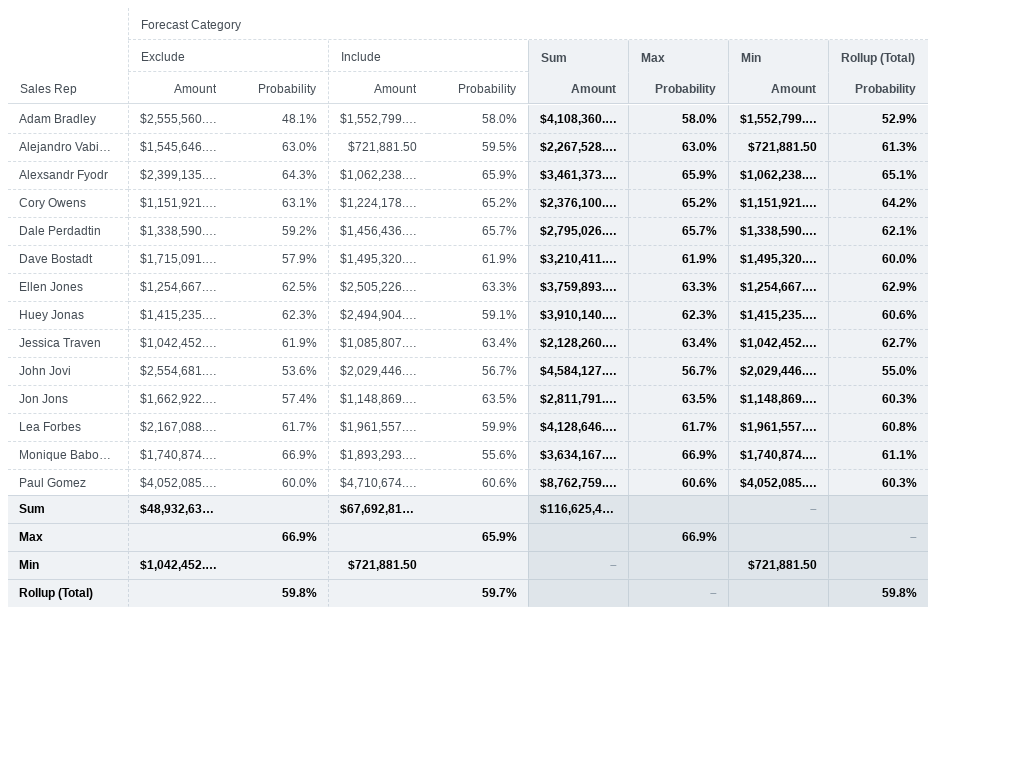 Forecast Category
Exclude Include Sum Max Min Rollup (Total)
Sales Rep Amount Probability Amount Probability Amount Probability Amount Probability
Adam Bradley $2,555,560.... 48.1% $1,552,799.... 58.0% $4,108,360.... 58.0% $1,552,799.... 52.9%
Alejandro Vabi... $1,545,646.... 63.0% $721,881.50 59.5% $2,267,528.... 63.0% $721,881.50 61.3%
Alexsandr Fyodr $2,399,135.... 64.3% $1,062,238.... 65.9% $3,461,373.... 65.9% $1,062,238.... 65.1%
Cory Owens $1,151,921.... 63.1% $1,224,178.... 65.2% $2,376,100.... 65.2% $1,151,921.... 64.2%
Dale Perdadtin $1,338,590.... 59.2% $1,456,436.... 65.7% $2,795,026.... 65.7% $1,338,590.... 62.1%
Dave Bostadt $1,715,091.... 57.9% $1,495,320.... 61.9% $3,210,411.... 61.9% $1,495,320.... 60.0%
Ellen Jones $1,254,667.... 62.5% $2,505,226.... 63.3% $3,759,893.... 63.3% $1,254,667.... 62.9%
Huey Jonas $1,415,235.... 62.3% $2,494,904.... 59.1% $3,910,140.... 62.3% $1,415,235.... 60.6%
Jessica Traven $1,042,452.... 61.9% $1,085,807.... 63.4% $2,128,260.... 63.4% $1,042,452.... 62.7%
John Jovi $2,554,681.... 53.6% $2,029,446.... 56.7% $4,584,127.... 56.7% $2,029,446.... 55.0%
Jon Jons $1,662,922.... 57.4% $1,148,869.... 63.5% $2,811,791.... 63.5% $1,148,869.... 60.3%
Lea Forbes $2,167,088.... 61.7% $1,961,557.... 59.9% $4,128,646.... 61.7% $1,961,557.... 60.8%
Monique Babo... $1,740,874.... 66.9% $1,893,293.... 55.6% $3,634,167.... 66.9% $1,740,874.... 61.1%
Paul Gomez $4,052,085.... 60.0% $4,710,674.... 60.6% $8,762,759.... 60.6% $4,052,085.... 60.3%
Sum $48,932,63... $67,692,81... $116,625,4... –
Max 66.9% 65.9% 66.9% –
Min $1,042,452.... $721,881.50 – $721,881.50
Rollup (Total) 59.8% 59.7% – 59.8%